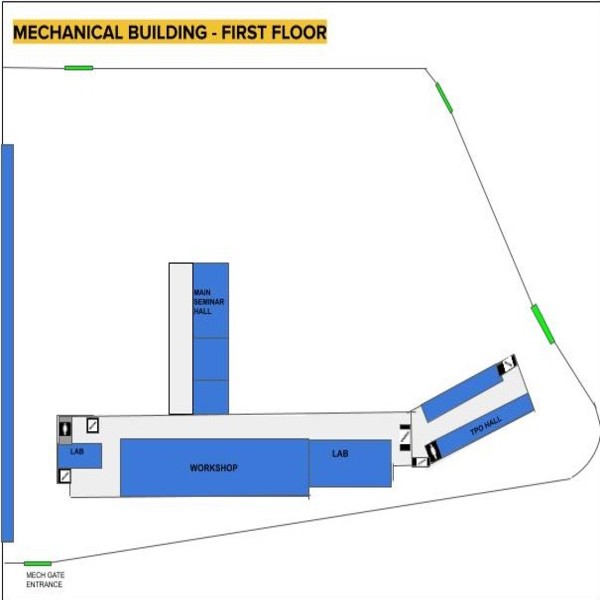 MECHANICAL BUILDING - FIRST FLOOR
MAIN
SEMINAR
HALL
TPO HALL
LAB
LAB
WORKSHOP
MECH GATE
ENTRANCE